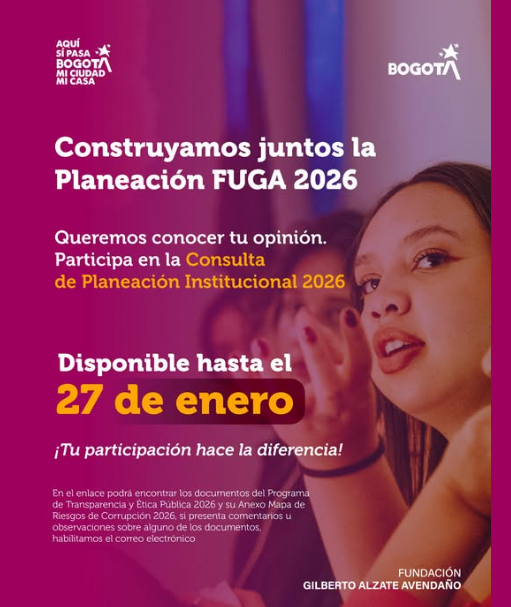 AQUÍ
SÍ PASA
BOGOTÁ
MI CIUDAD
MI CASA
BOGOTÁ
Construyamos juntos la
Planeación FUGA 2026
Queremos conocer tu opinión.
Participa en la Consulta
de Planeación Institucional 2026
Disponible hasta el
27 de enero
¡Tu participación hace la diferencia!
En el enlace podrá encontrar los documentos del Programa
de Transparencia y Ética Pública 2026 y su Anexo Mapa de
Riesgos de Corrupción 2026, si presenta comentarios u
observaciones sobre alguno de los documentos,
habilitamos el correo electrónico
FUNDACIÓN
GILBERTO ALZATE AVENDAÑO